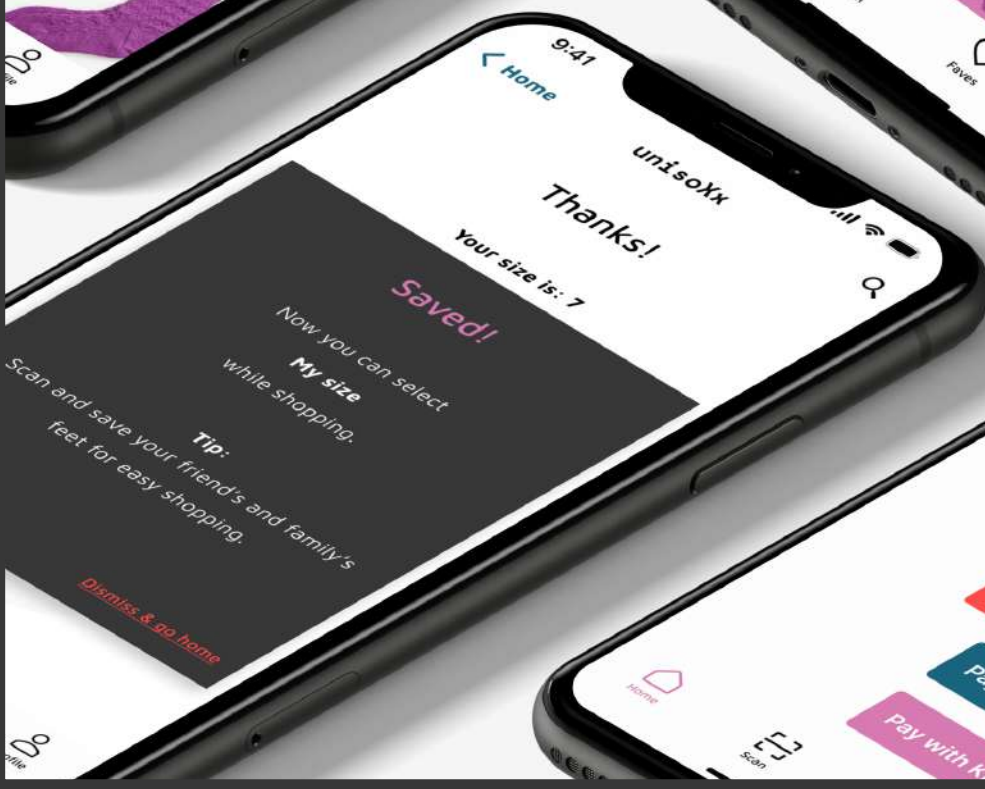 9:41
Home
unisoXx
Thanks!
Your size is: 7
Saved!
Now you can select
My size
while shopping.
Tip:
Scan and save your friend's and family's
feet for easy shopping.
Dismiss & go home
Faves
Home
Scan
Pay with